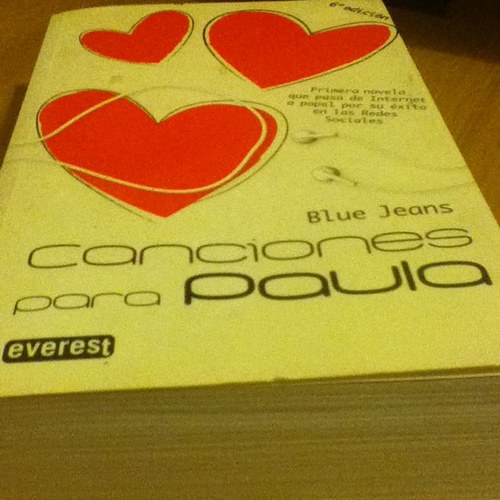 6ª edición
Primera novela
que pasa de Internet
a papel por su éxito
en las Redes
Sociales
Blue Jeans
canciones
para paula
everest